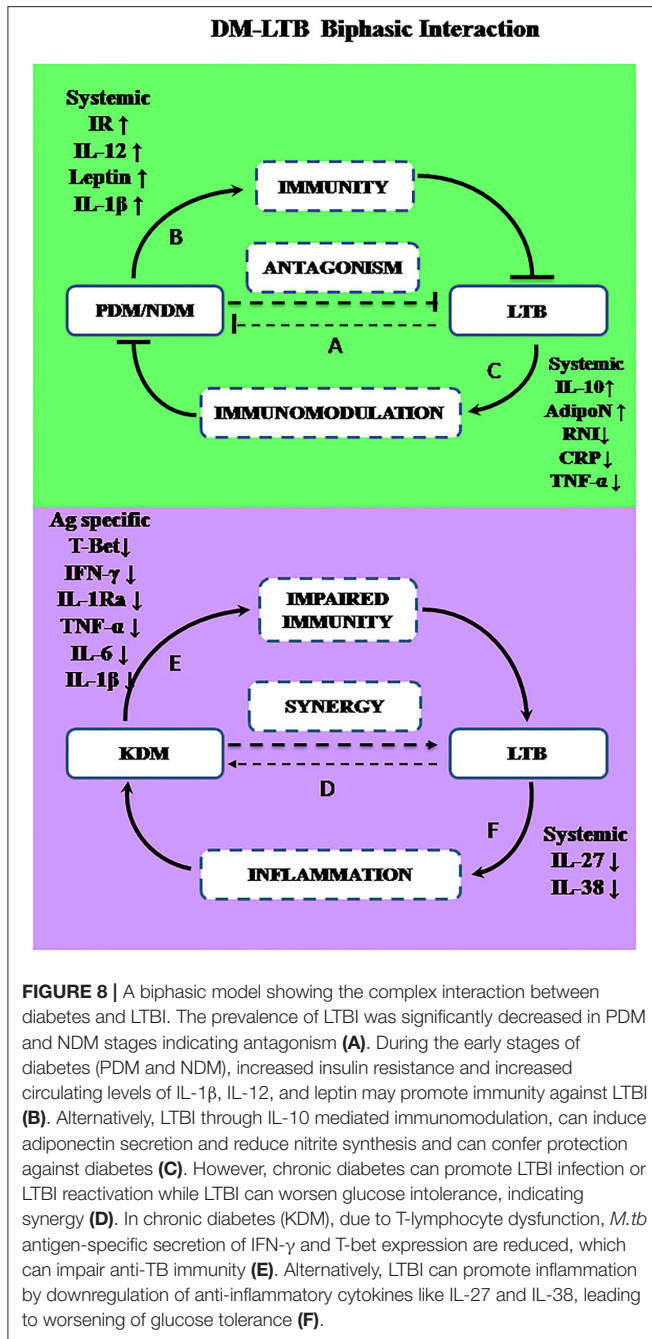 DM-LTB Biphasic Interaction
Systemic
IR ↑
IL-12 ↑
Leptin ↑
IL-1β ↑
IMMUNITY
B
ANTAGONISM
PDM/NDM
LTB
A
C
IMMUNOMODULATION
Systemic
IL-10↑
AdipoN ↑
RNI↓
CRP↓
TNF-α ↓
Ag specific
T-Bet↓
IFN-γ ↓
IL-1Ra ↓
TNF-α ↓
IL-6 ↓
IL-1β↓
IMPAIRED
IMMUNITY
E
SYNERGY
KDM
LTB
D
F
INFLAMMATION
Systemic
IL-27 ↓
IL-38 ↓
FIGURE 8 | A biphasic model showing the complex interaction between
diabetes and LTBI. The prevalence of LTBI was significantly decreased in PDM
and NDM stages indicating antagonism (A). During the early stages of
diabetes (PDM and NDM), increased insulin resistance and increased
circulating levels of IL-1β, IL-12, and leptin may promote immunity against LTBI
(B). Alternatively, LTBI through IL-10 mediated immunomodulation, can induce
adiponectin secretion and reduce nitrite synthesis and can confer protection
against diabetes (C). However, chronic diabetes can promote LTBI infection or
LTBI reactivation while LTBI can worsen glucose intolerance, indicating
synergy (D). In chronic diabetes (KDM), due to T-lymphocyte dysfunction, M.tb
antigen-specific secretion of IFN-γ and T-bet expression are reduced, which
can impair anti-TB immunity (E). Alternatively, LTBI can promote inflammation
by downregulation of anti-inflammatory cytokines like IL-27 and IL-38, leading
to worsening of glucose tolerance (F).